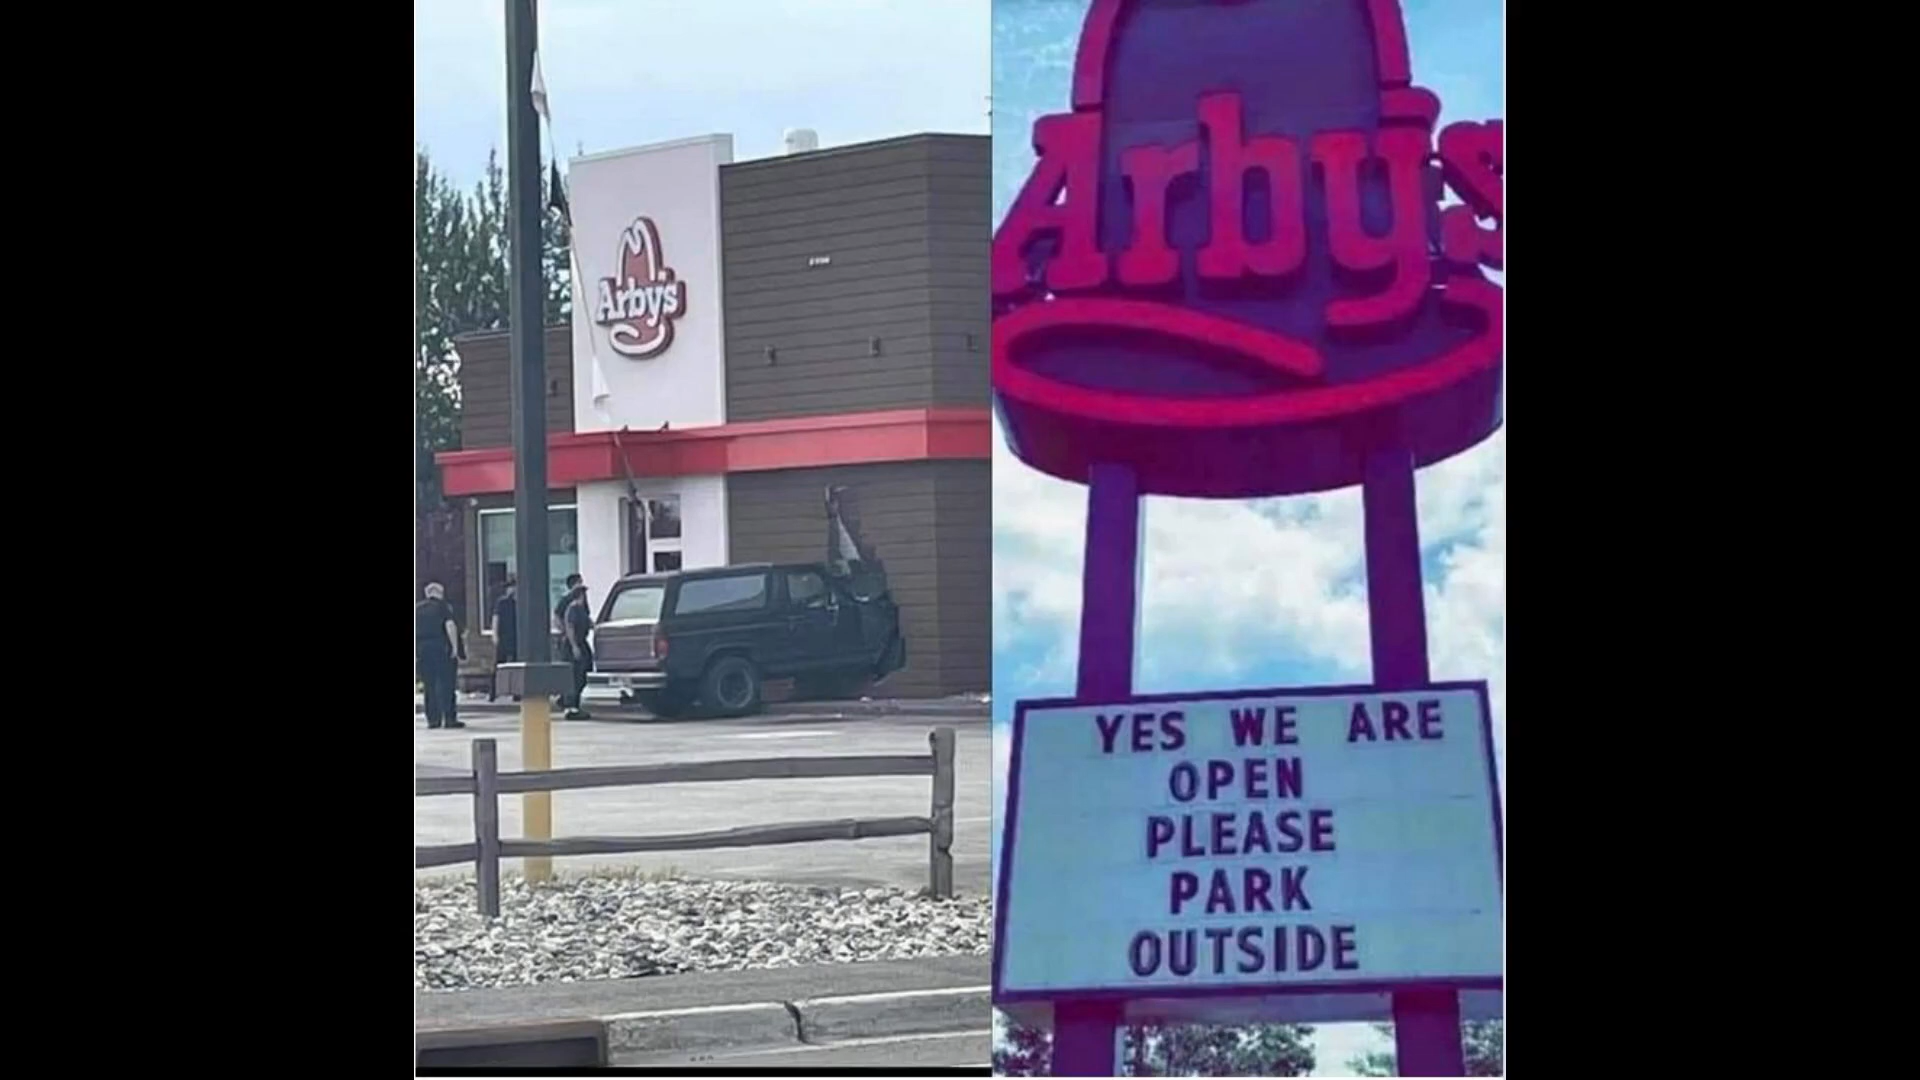 Arby's
Arby's
YES WE ARE
OPEN
PLEASE
PARK
OUTSIDE